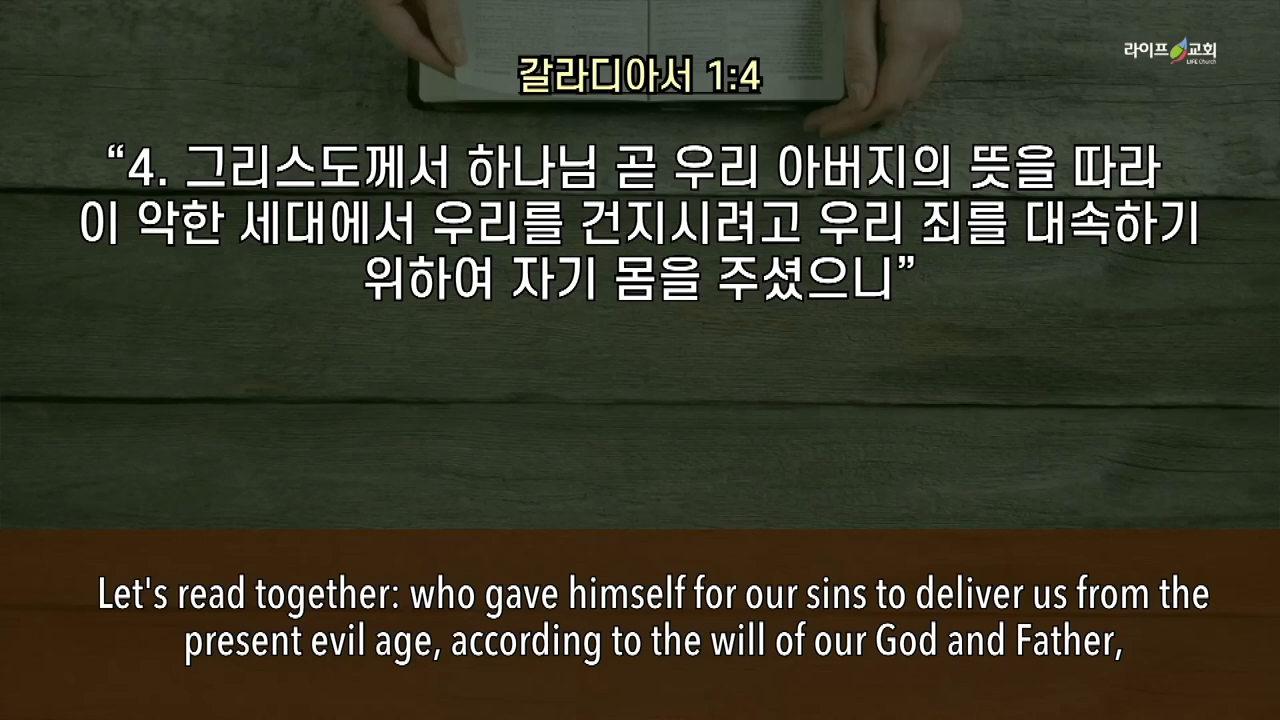 라이프 교회
LIFE Church
갈라디아서 1:4
“4. 그리스도께서 하나님 곧 우리 아버지의 뜻을 따라
이 악한 세대에서 우리를 건지시려고 우리 죄를 대속하기
위하여 자기 몸을 주셨으니”
Let's read together: who gave himself for our sins to deliver us from the
present evil age, according to the will of our God and Father,